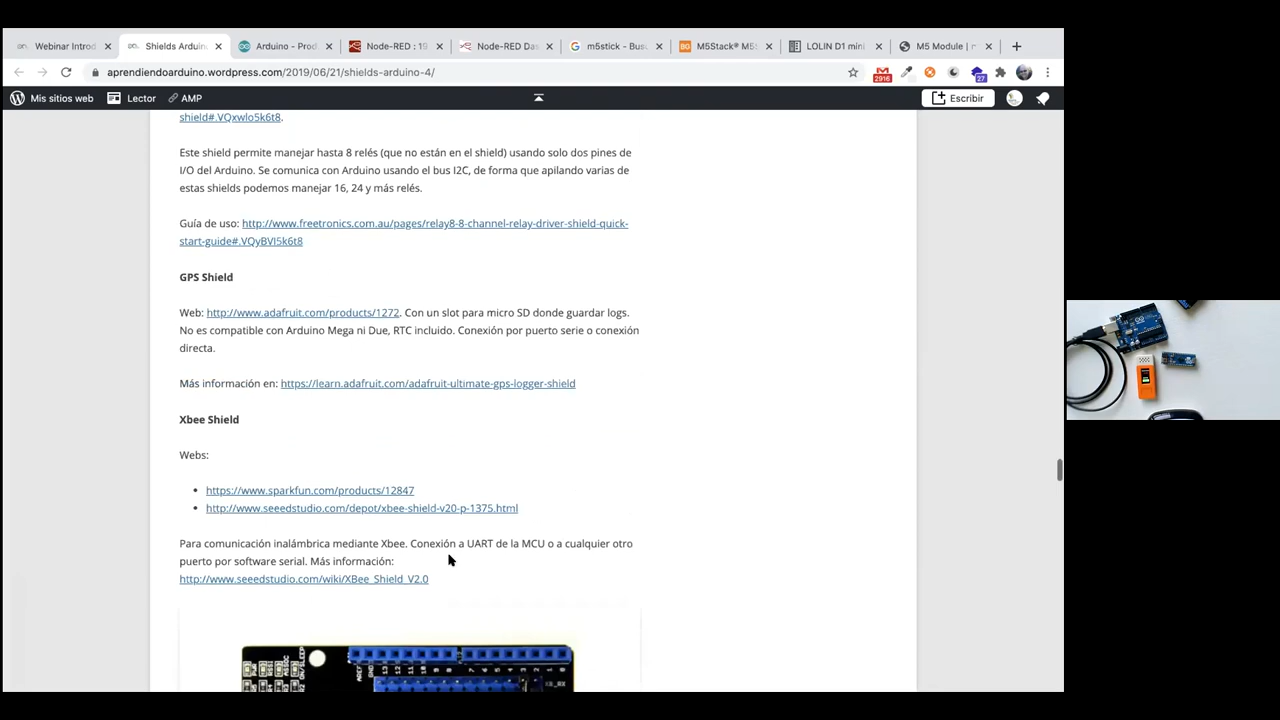 Webinar Introd
Shields Arduin
Arduino - Prod
Node-RED : 19
Node-RED Das
m5stick - Busc
M5Stack® M5S
LOLIN D1 mini
M5 Module | m
aprendiendoarduino.wordpress.com/2019/06/21/shields-arduino-4/
2916
27
Mis sitios web
Lector
AMP
Escribir
shield#.VQxwlo5k6t8.
Este shield permite manejar hasta 8 relés (que no están en el shield) usando solo dos pines de
I/O del Arduino. Se comunica con Arduino usando el bus I2C, de forma que apilando varias de
estas shields podemos manejar 16, 24 y más relés.
Guía de uso: http://www.freetronics.com.au/pages/relay8-8-channel-relay-driver-shield-quick-
start-guide#.VQyBVI5k6t8
GPS Shield
Web: http://www.adafruit.com/products/1272. Con un slot para micro SD donde guardar logs.
No es compatible con Arduino Mega ni Due, RTC incluido. Conexión por puerto serie o conexión
directa.
Más información en: https://learn.adafruit.com/adafruit-ultimate-gps-logger-shield
Xbee Shield
Webs:
https://www.sparkfun.com/products/12847
http://www.seeedstudio.com/depot/xbee-shield-v20-p-1375.html
Para comunicación inalámbrica mediante Xbee. Conexión a UART de la MCU o a cualquier otro
puerto por software serial. Más información:
http://www.seeedstudio.com/wiki/XBee_Shield_V2.0